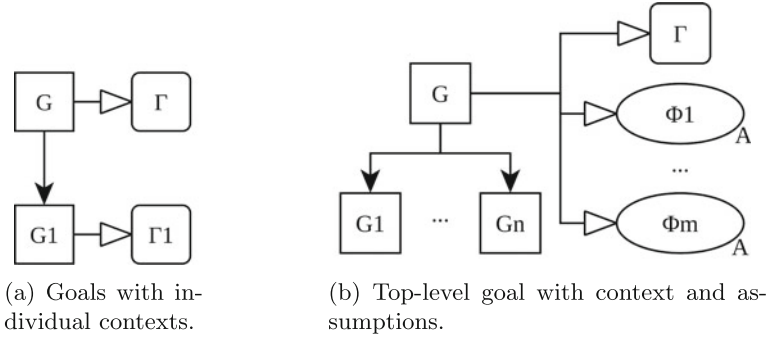 G Γ
G1 Γ1
(a) Goals with in-
dividual contexts.
Γ
G
Φ1
A
...
G1 ... Gn Φm
A
(b) Top-level goal with context and as-
sumptions.